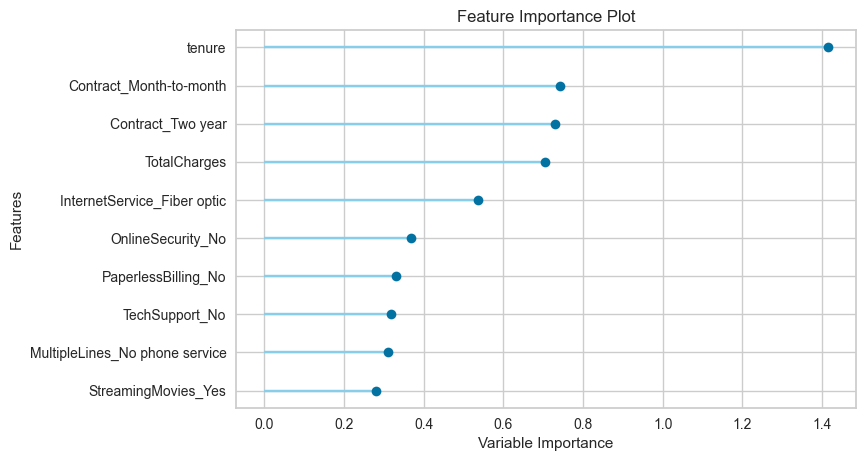 Feature Importance Plot
Features
tenure
Contract_Month-to-month
Contract_Two year
TotalCharges
InternetService_Fiber optic
OnlineSecurity_No
PaperlessBilling_No
TechSupport_No
MultipleLines_No phone service
StreamingMovies_Yes
0.0 0.2 0.4 0.6 0.8 1.0 1.2 1.4
Variable Importance